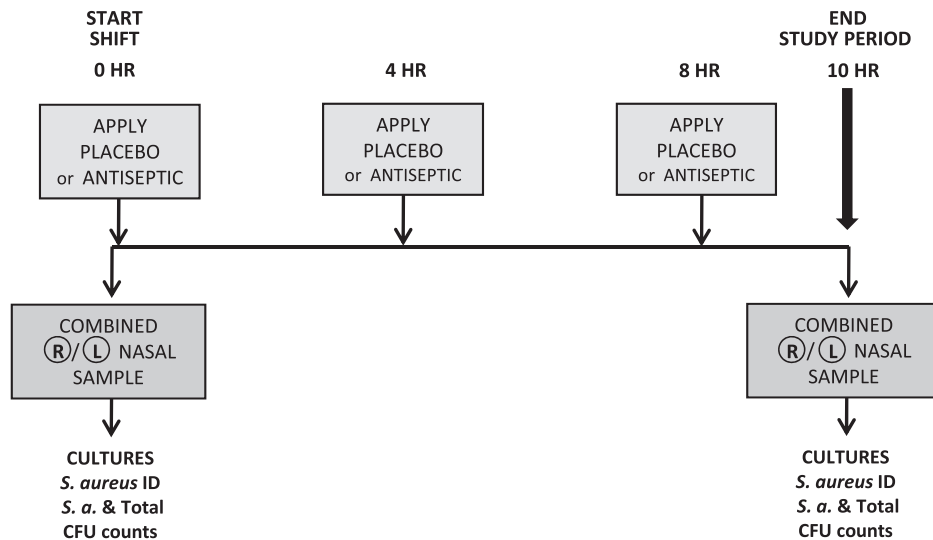 START
SHIFT
0 HR
4 HR
8 HR
END
STUDY PERIOD
10 HR
APPLY
PLACEBO
or ANTISEPTIC
APPLY
PLACEBO
or ANTISEPTIC
APPLY
PLACEBO
or ANTISEPTIC
COMBINED
R/ L NASAL
SAMPLE
CULTURES
S. aureus ID
S. a. & Total
CFU counts
COMBINED
R/ L NASAL
SAMPLE
CULTURES
S. aureus ID
S. a. & Total
CFU counts